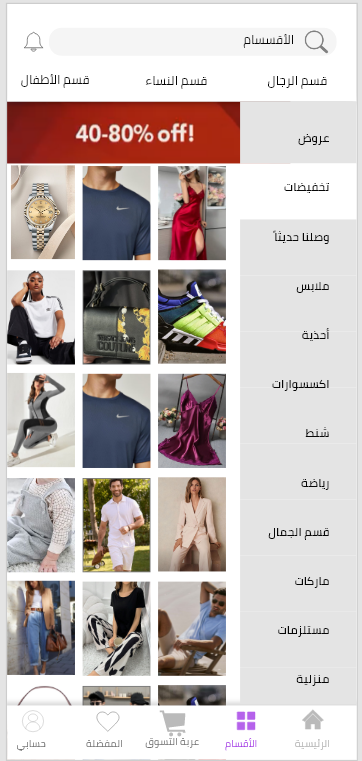 الأقسسام
قسم الرجال
قسم النساء
قسم الأطفال
40-80% off!
عروض
تخفيضات
وصلنا حديثاً
ملابس
أحذية
اكسسوارات
شنط
رياضة
قسم الجمال
ماركات
مستلزمات
منزلية
الرئيسية
الأقسام
عربة التسوق
المفضلة
حسابي